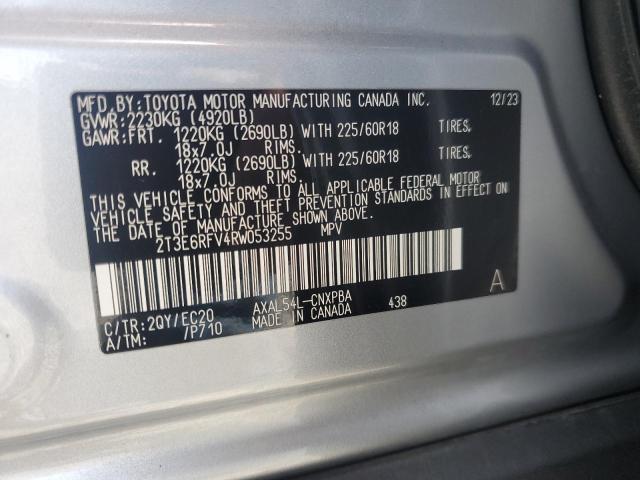 MFD.BY:TOYOTA MOTOR MANUFACTURING CANADA INC. 12/23
GVWR:2230KG (4920LB)
GAWR:FRT. 1220KG (2690LB) WITH 225/60R18 TIRES.
18x7.0J RIMS.
RR. 1220KG (2690LB) WITH 225/60R18 TIRES.
18x7.0J RIMS.
THIS VEHICLE CONFORMS TO ALL APPLICABLE FEDERAL MOTOR
VEHICLE SAFETY AND THEFT PREVENTION STANDARDS IN EFFECT ON
THE DATE OF MANUFACTURE SHOWN ABOVE.
2T3E6RFV4RW053255 MPV
A
C/TR:2QY/EC20 AXAL54L-CNXPBA 438
A/TM: 7P710 MADE IN CANADA